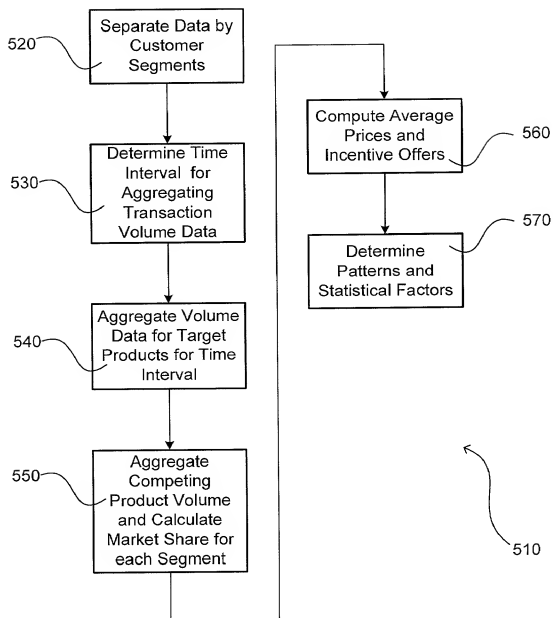 520
Separate Data by
Customer
Segments
530
Determine Time
Interval for
Aggregating
Transaction
Volume Data
540
Aggregate Volume
Data for Target
Products for Time
Interval
550
Aggregate
Competing
Product Volume
and Calculate
Market Share for
each Segment
Compute Average
Prices and
Incentive Offers
560
Determine
Patterns and
Statistical Factors
570
510